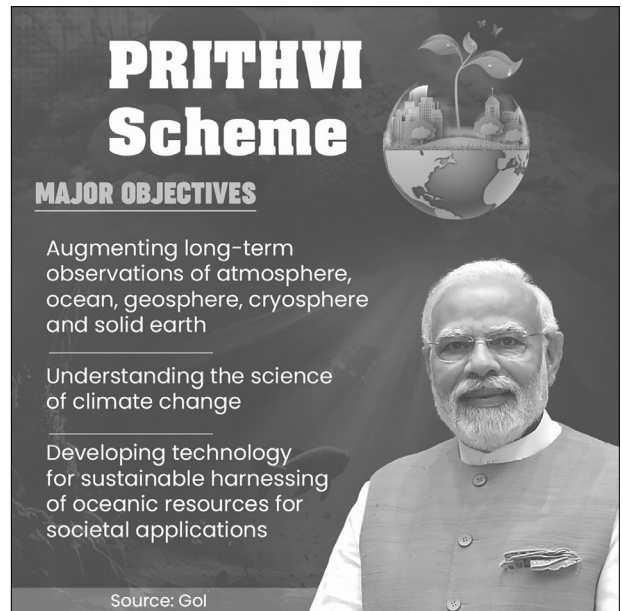 PRITHVI
Scheme
MAJOR OBJECTIVES
Augmenting long-term
observations of atmosphere,
ocean, geosphere, cryosphere
and solid earth
Understanding the science
of climate change
Developing technology
for sustainable harnessing
of oceanic resources for
societal applications
Source: GoI